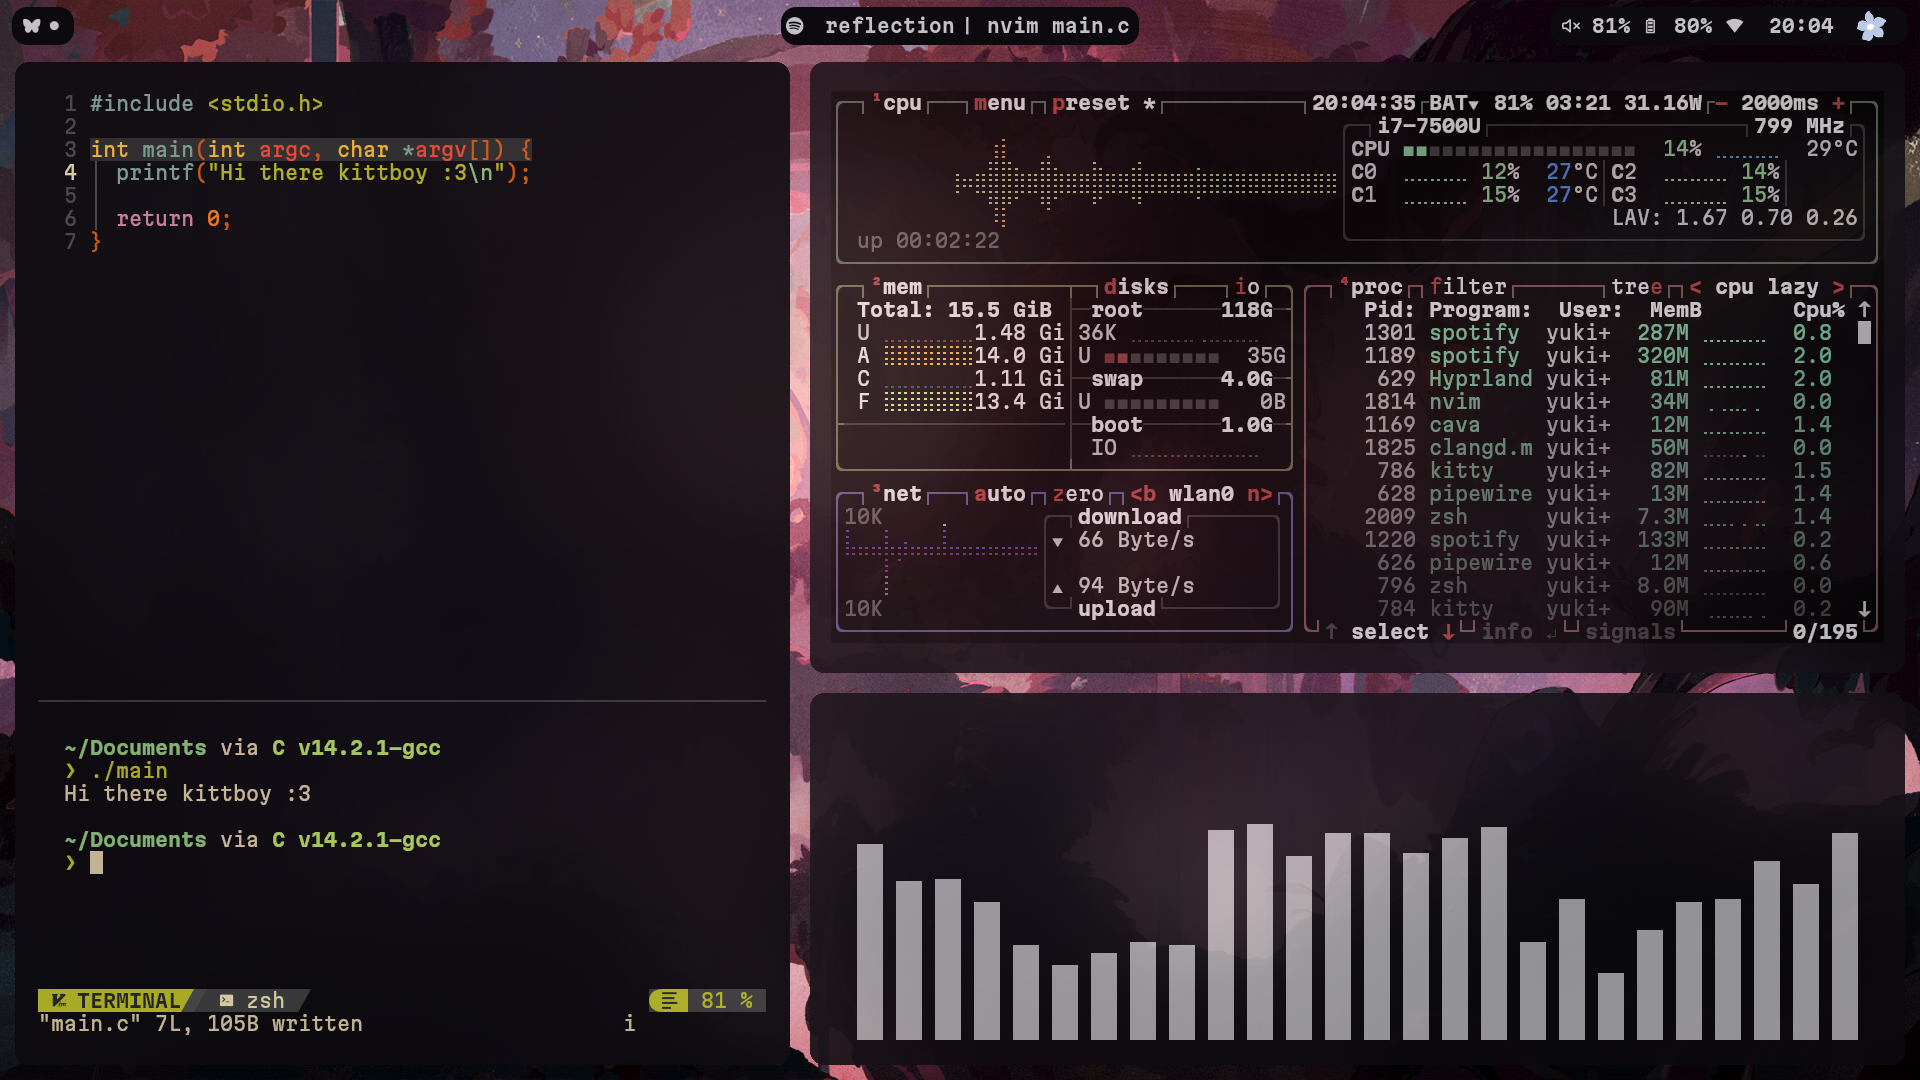 reflection | nvim main.c
81% 80% 20:04
1 #include <stdio.h>
2
3 int main(int argc, char *argv[]) {
4 printf("Hi there kittboy :3\n");
5
6 return 0;
7 }
~/Documents via C v14.2.1-gcc
❯ ./main
Hi there kittboy :3
~/Documents via C v14.2.1-gcc
❯
TERMINAL zsh 81 %
"main.c" 7L, 105B written i
¹cpu menu preset * 20:04:35 BAT▼ 81% 03:21 31.16W - 2000ms +
i7-7500U 799 MHz
CPU 14% 29°C
C0 12% 27°C C2 14%
C1 15% 27°C C3 15%
LAV: 1.67 0.70 0.26
up 00:02:22
²mem disks io
Total: 15.5 GiB root 118G
U 1.48 Gi 36K
A 14.0 Gi U 35G
C 1.11 Gi swap 4.0G
F 13.4 Gi U 0B
boot 1.0G
IO
³net auto zero <b wlan0 n>
10K download
▼ 66 Byte/s
▲ 94 Byte/s
10K upload
⁴proc filter tree < cpu lazy >
Pid: Program: User: MemB Cpu% ↑
1301 spotify yuki+ 287M 0.8
1189 spotify yuki+ 320M 2.0
629 Hyprland yuki+ 81M 2.0
1814 nvim yuki+ 34M 0.0
1169 cava yuki+ 12M 1.4
1825 clangd.m yuki+ 50M 0.0
786 kitty yuki+ 82M 1.5
628 pipewire yuki+ 13M 1.4
2009 zsh yuki+ 7.3M 1.4
1220 spotify yuki+ 133M 0.2
626 pipewire yuki+ 12M 0.6
796 zsh yuki+ 8.0M 0.0
784 kitty yuki+ 90M 0.2 ↓
↑ select ↓ info ↵ signals 0/195